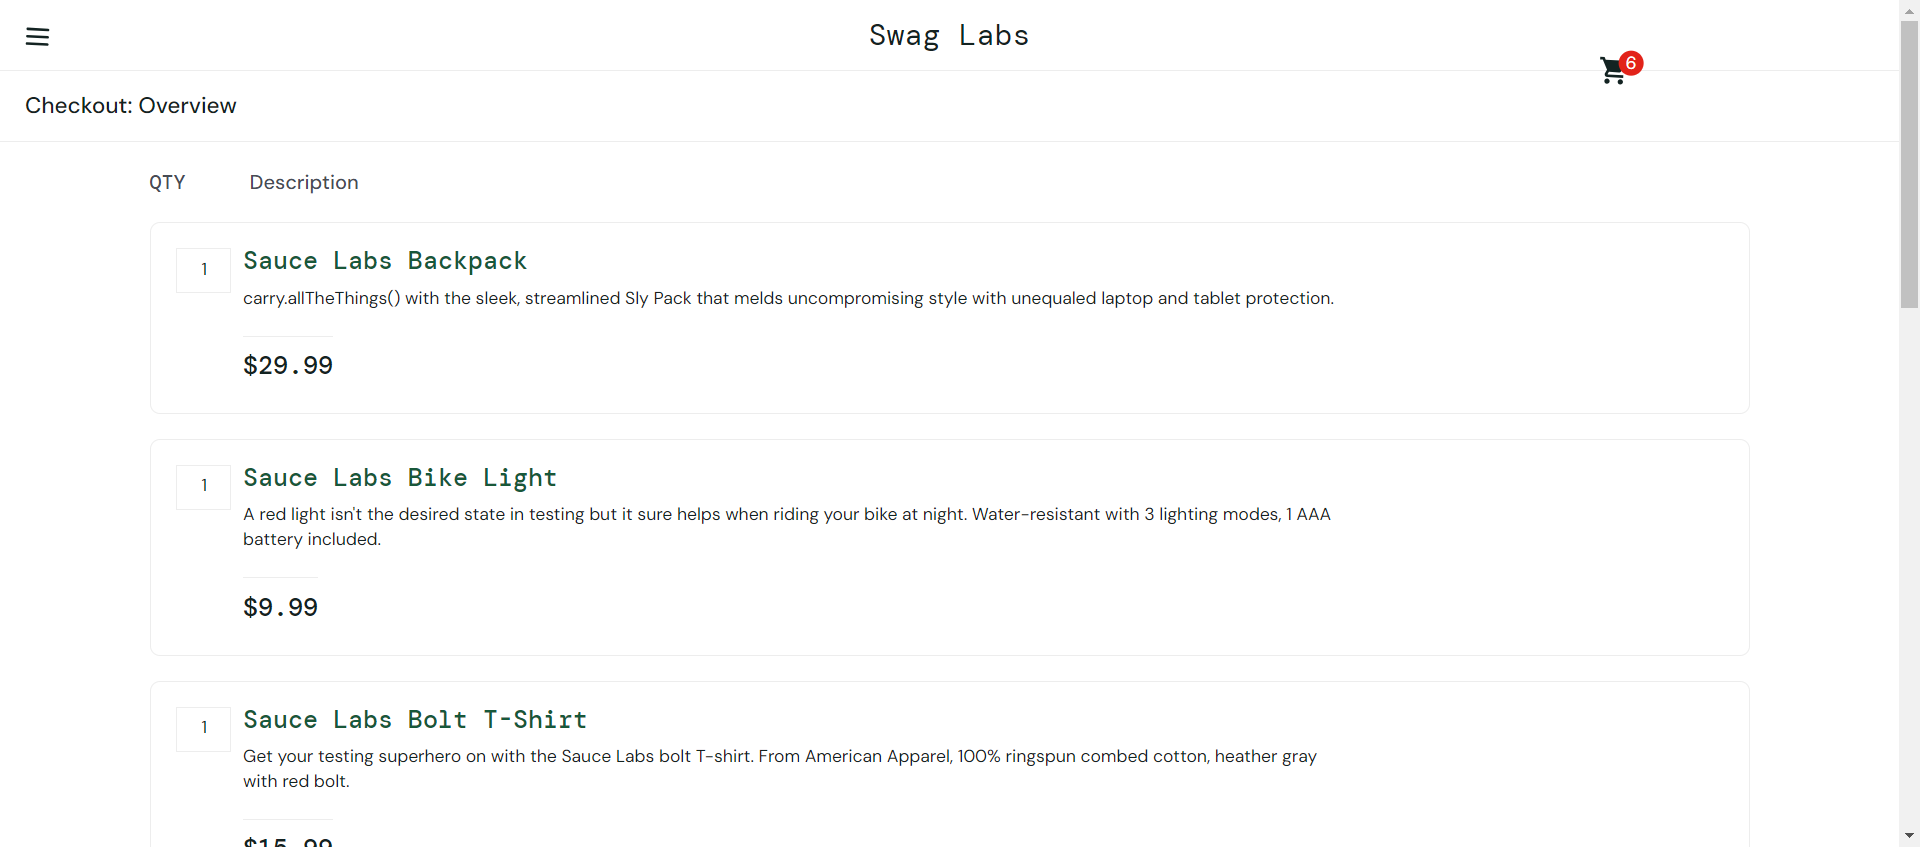 Swag Labs
6
Checkout: Overview
QTY Description
1
Sauce Labs Backpack
carry.allTheThings() with the sleek, streamlined Sly Pack that melds uncompromising style with unequaled laptop and tablet protection.
$29.99
1
Sauce Labs Bike Light
A red light isn't the desired state in testing but it sure helps when riding your bike at night. Water-resistant with 3 lighting modes, 1 AAA
battery included.
$9.99
1
Sauce Labs Bolt T-Shirt
Get your testing superhero on with the Sauce Labs bolt T-shirt. From American Apparel, 100% ringspun combed cotton, heather gray
with red bolt.
$15.99